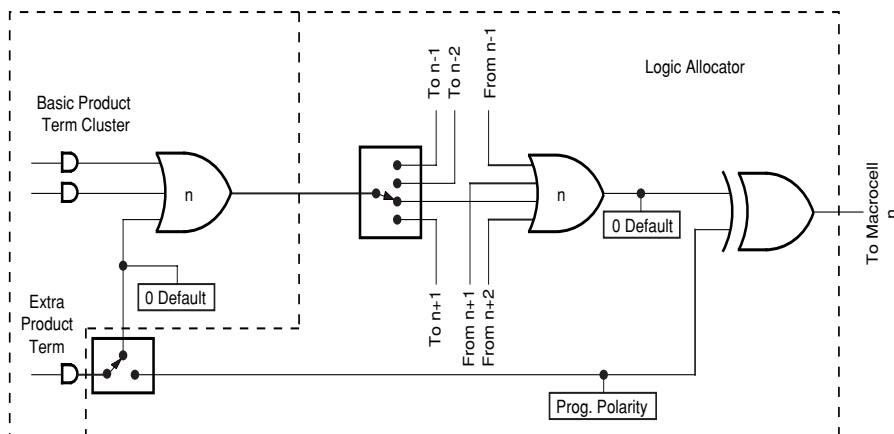 Basic Product
Term Cluster
n
0 Default
Extra
Product
Term
To n-1
To n-2
From n-1
Logic Allocator
n
0 Default
To n+1
From n+1
From n+2
Prog. Polarity
To Macrocell
n